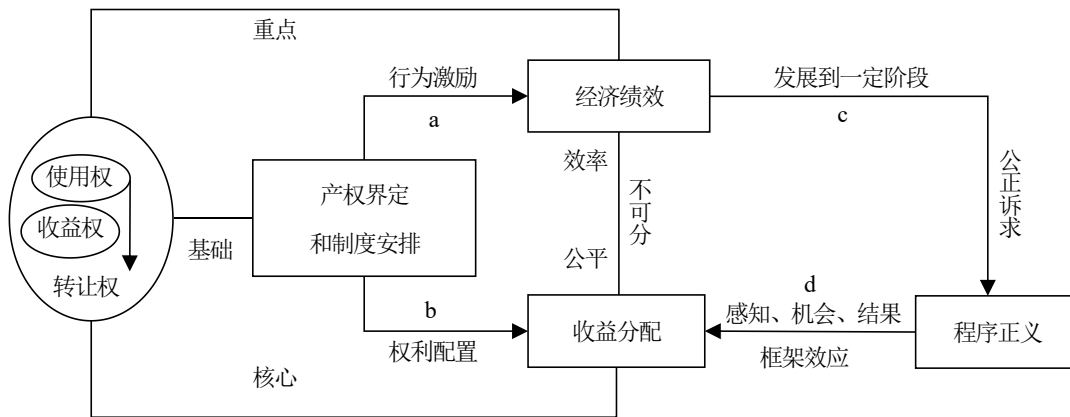 重点
行为激励
a
经济绩效
发展到一定阶段
c
使用权
收益权
转让权
基础
产权界定
和制度安排
效率
不可分
公平
公正诉求
b
权利配置
收益分配
d
感知、机会、结果
框架效应
程序正义
核心